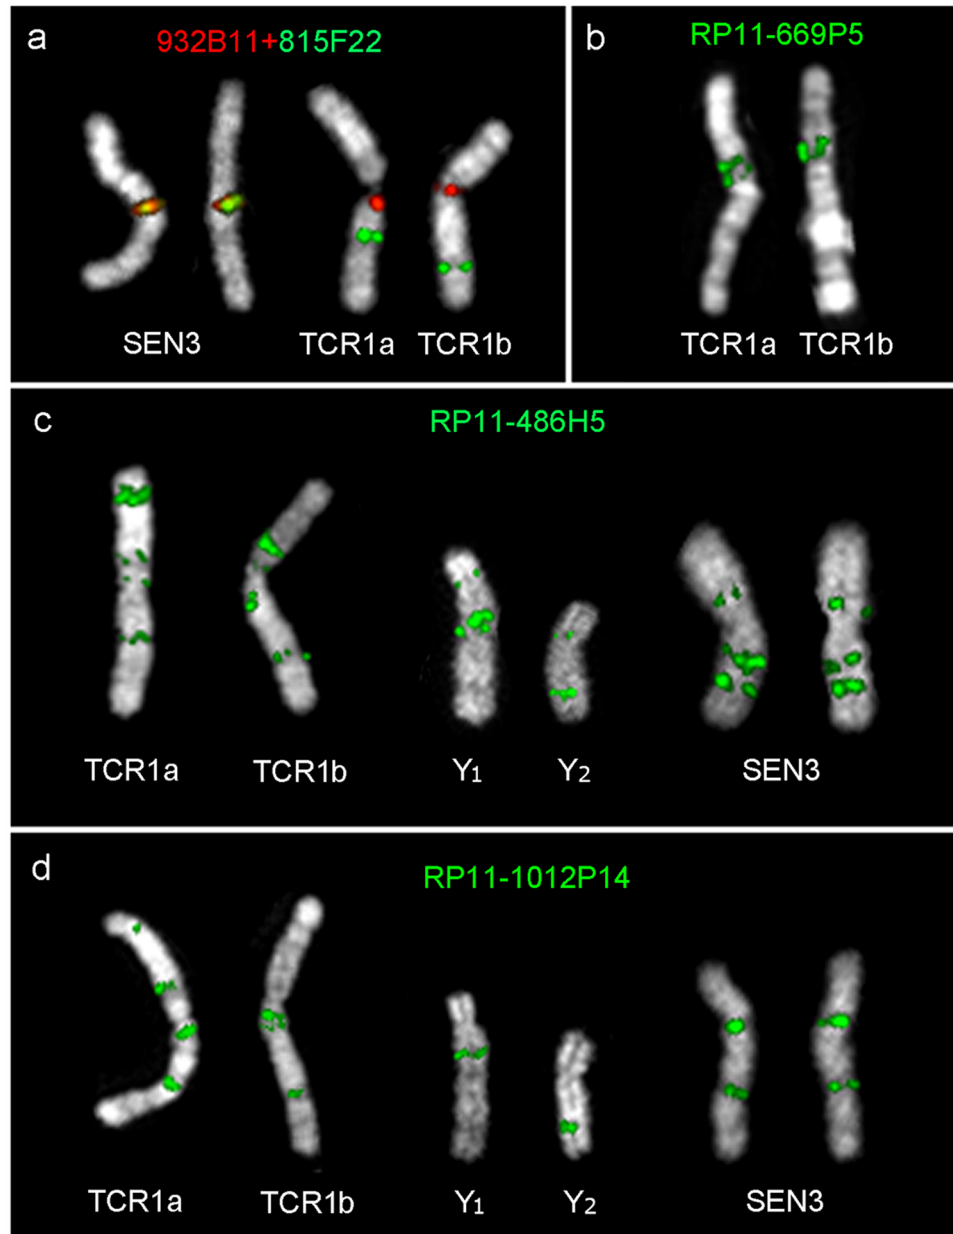 a
932B11+815F22
SEN3 TCR1a TCR1b
b
RP11-669P5
TCR1a TCR1b
c
RP11-486H5
TCR1a TCR1b Y₁ Y₂ SEN3
d
RP11-1012P14
TCR1a TCR1b Y₁ Y₂ SEN3